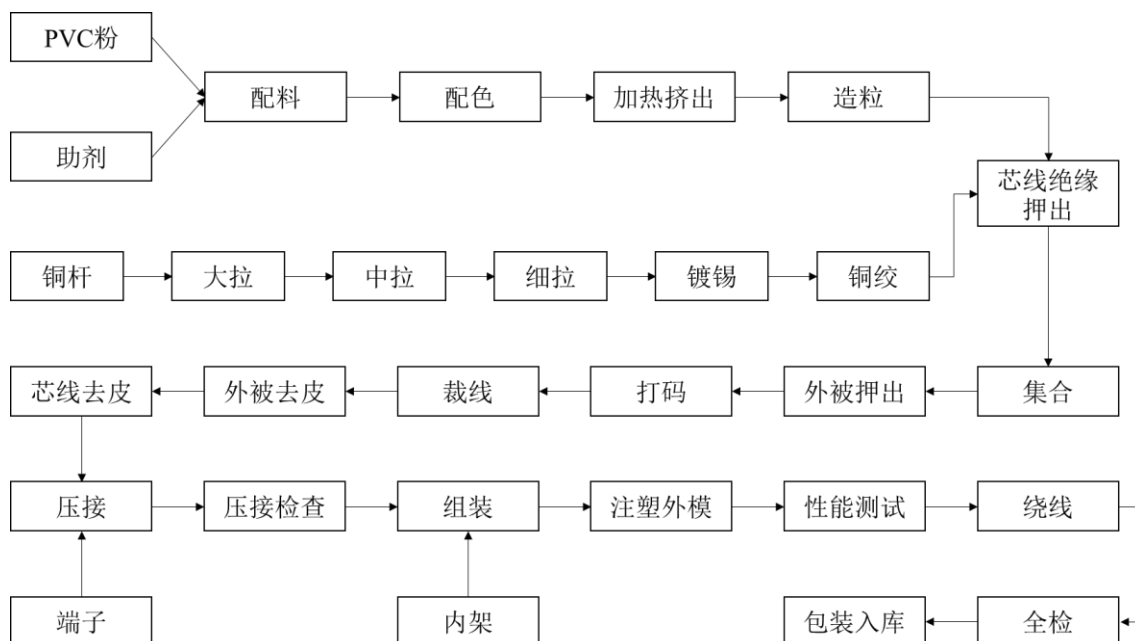 PVC粉
配料
配色
加热挤出
造粒
助剂
芯线绝缘
押出
铜杆
大拉
中拉
细拉
镀锡
铜绞
芯线去皮
外被去皮
裁线
打码
外被押出
集合
压接
压接检查
组装
注塑外模
性能测试
绕线
端子
内架
包装入库
全检